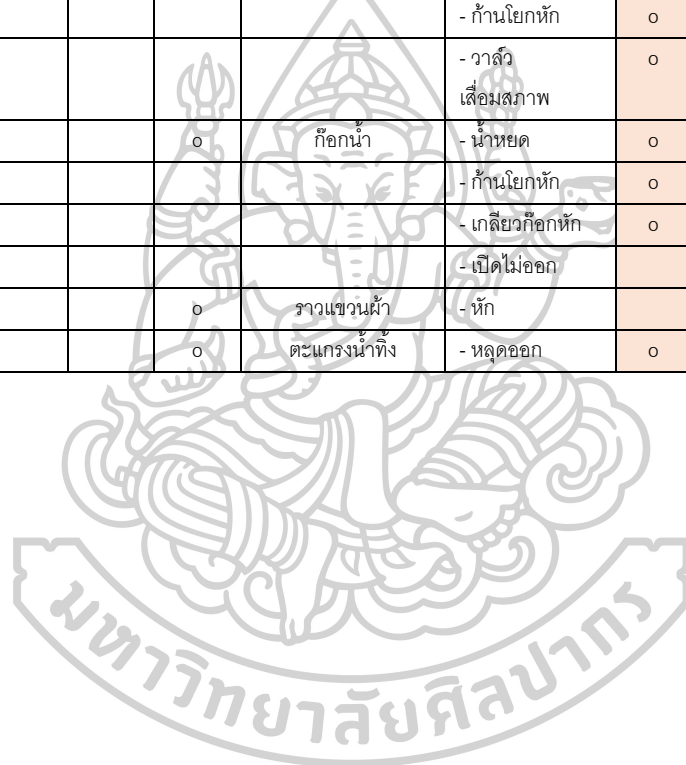 - ก้านโยกหัก o
- วาล์ว o
เสื่อมสภาพ
o ก๊อกน้ำ - น้ำหยด o
- ก้านโยกหัก o
- เกลียวก๊อกหัก o
- เปิดไม่ออก
o ราวแขวนผ้า - หัก
o ตะแกรงน้ำทิ้ง - หลุดออก o
มหาวิทยาลัยศิลปากร